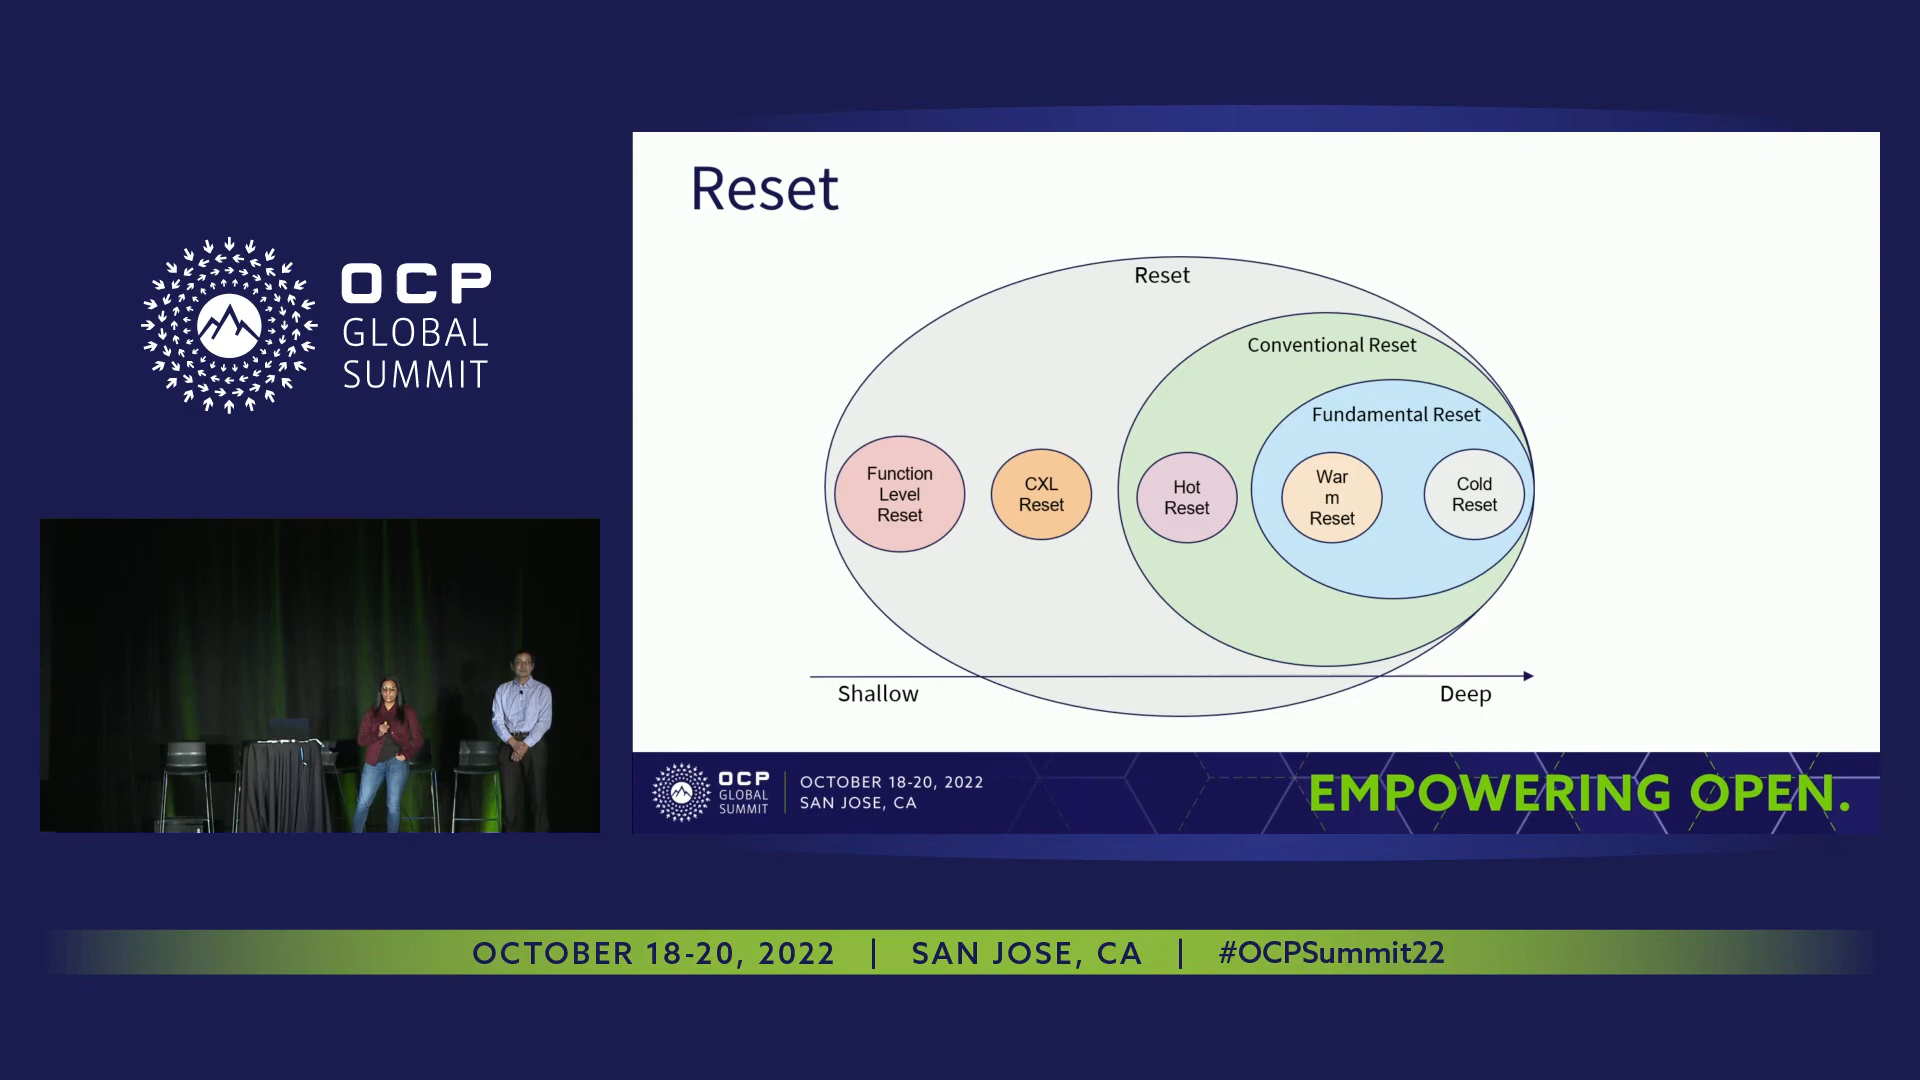 OCP
GLOBAL
SUMMIT
Reset
Reset
Conventional Reset
Fundamental Reset
Function
Level
Reset
CXL
Reset
Hot
Reset
War
m
Reset
Cold
Reset
Shallow
Deep
OCP
GLOBAL
SUMMIT
OCTOBER 18-20, 2022
SAN JOSE, CA
EMPOWERING OPEN.
OCTOBER 18-20, 2022 | SAN JOSE, CA | #OCPSummit22